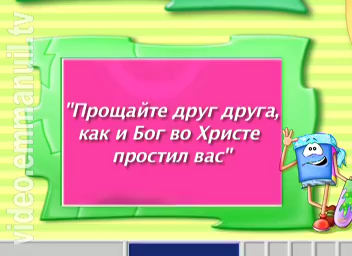 "Прощайте друг друга,
как и Бог во Христе
простил вас"
video.emmanuil.tv